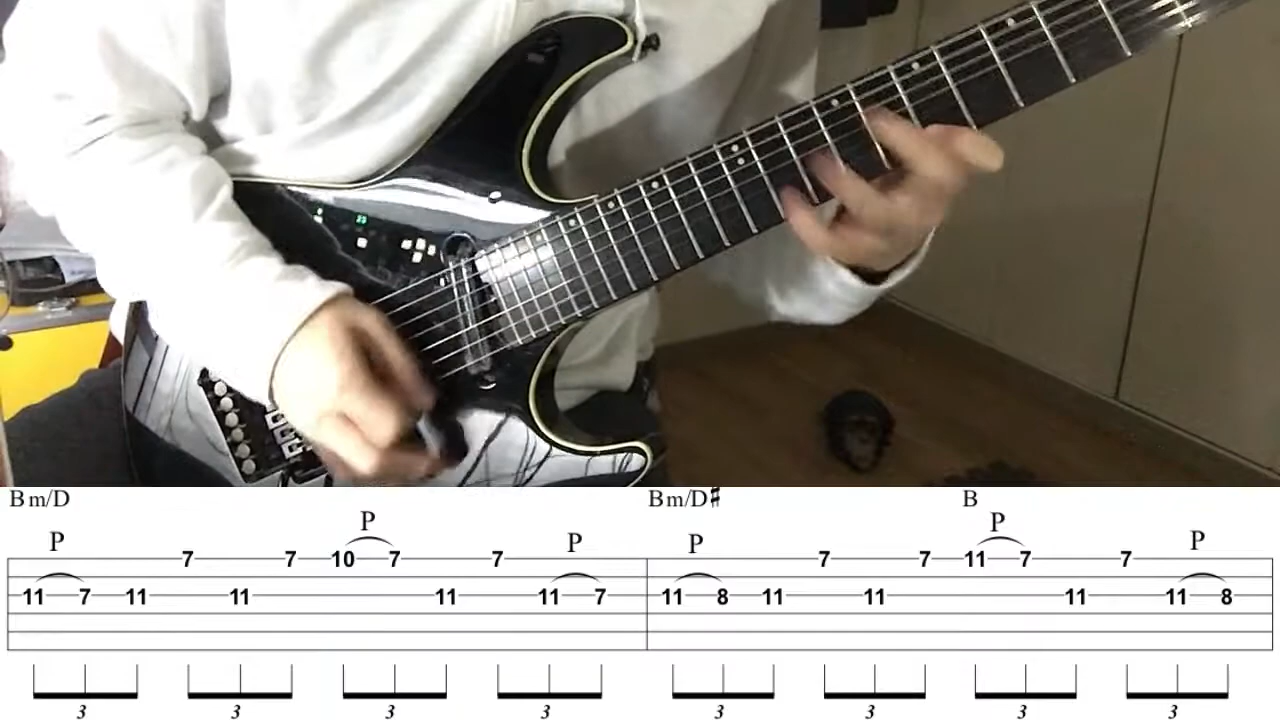 Bm/D Bm/D♯ B
P P P P P P
7 7 10 7 7 7 7 11 7 7
11 7 11 11 11 11 7 11 8 11 11 11 11 8
3 3 3 3 3 3 3 3